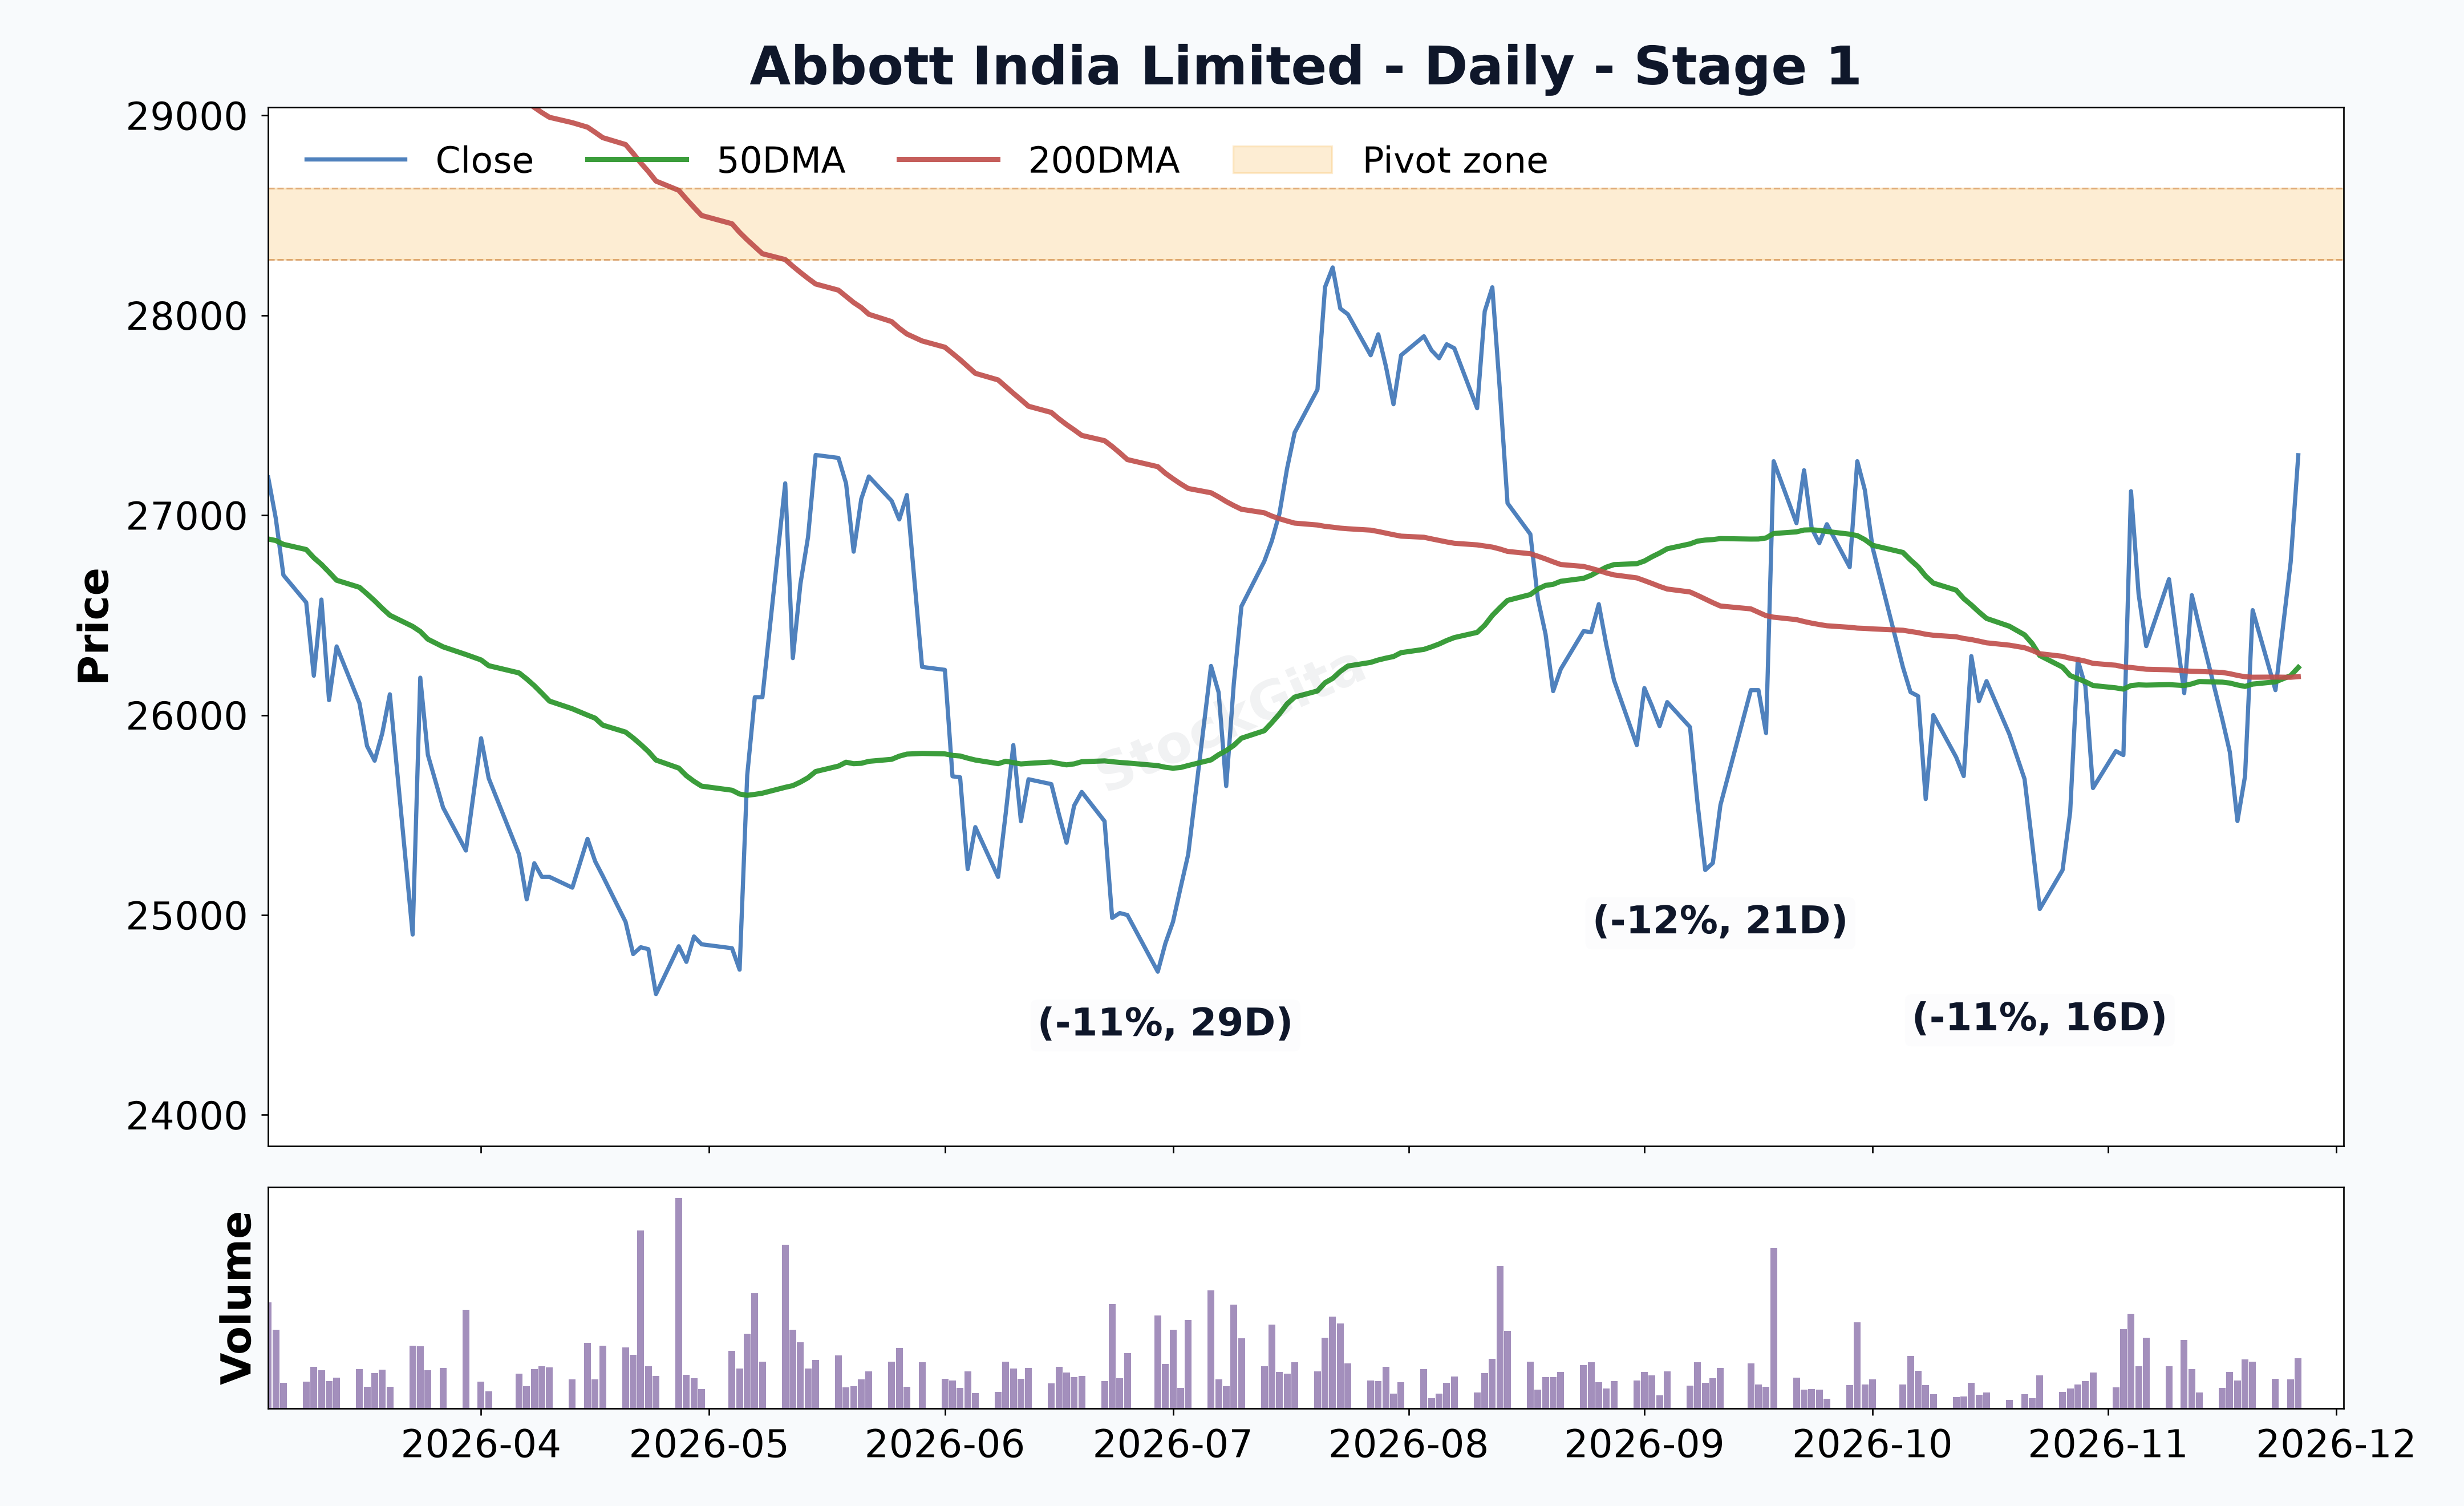 Abbott India Limited - Daily - Stage 1
Close 50DMA 200DMA Pivot zone
Price
29000
28000
27000
26000
25000
24000
StockGita
(-12%, 21D)
(-11%, 29D)
(-11%, 16D)
Volume
2026-04 2026-05 2026-06 2026-07 2026-08 2026-09 2026-10 2026-11 2026-12